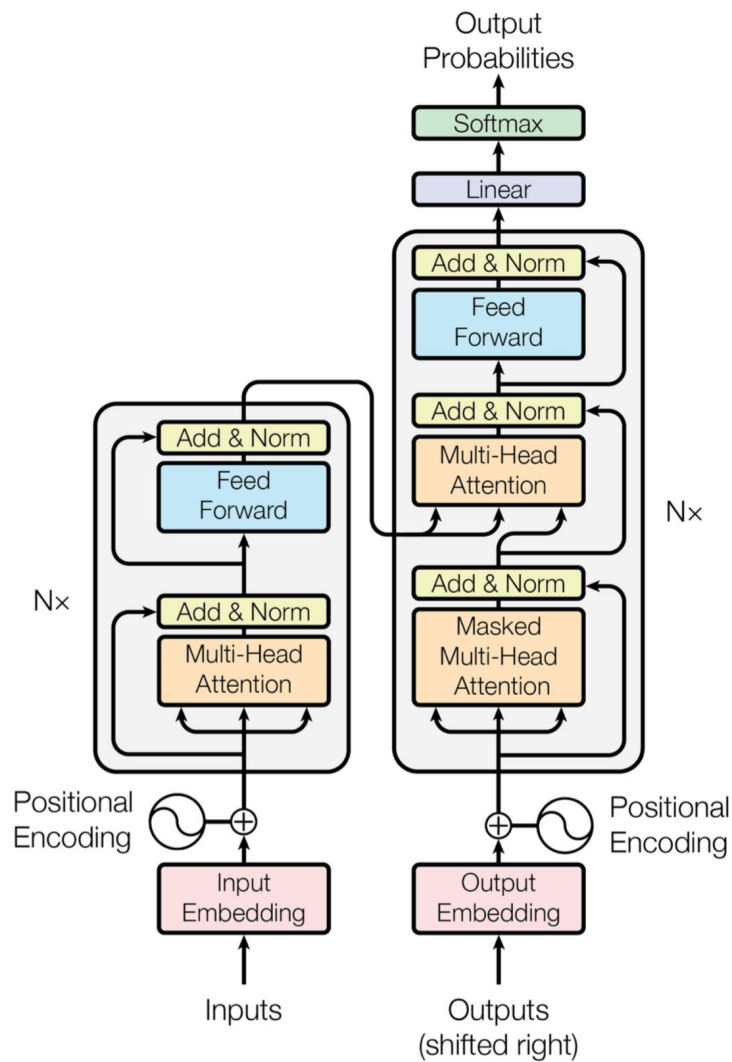 Output
Probabilities
Softmax
Linear
Add & Norm
Feed
Forward
Add & Norm
Multi-Head
Attention
N×
Add & Norm
Masked
Multi-Head
Attention
Add & Norm
Feed
Forward
N×
Add & Norm
Multi-Head
Attention
Positional
Encoding
Positional
Encoding
Input
Embedding
Output
Embedding
Inputs
Outputs
(shifted right)